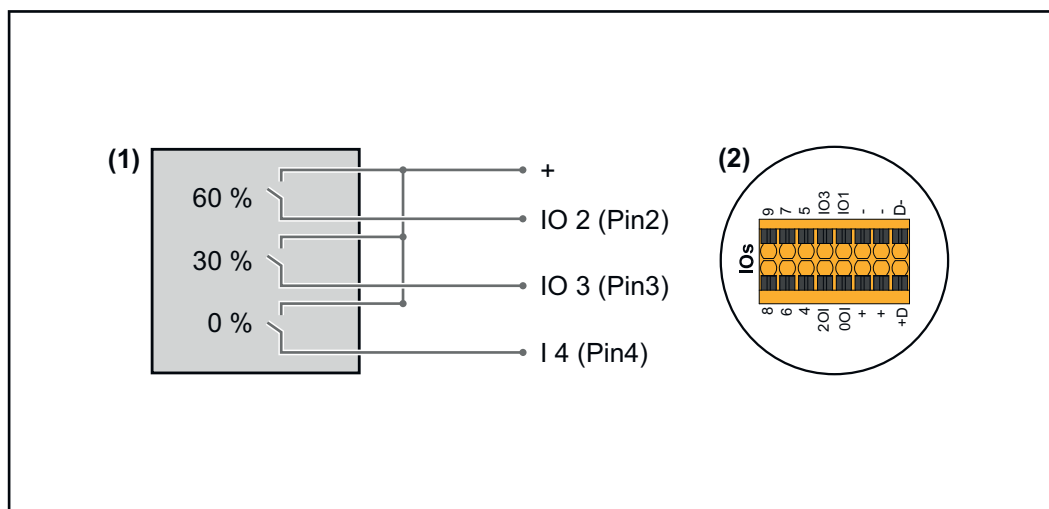 (1)
60 %
30 %
0 %
+
IO 2 (Pin2)
IO 3 (Pin3)
I 4 (Pin4)
(2)
9 7 5 IO3 IO1 - - D-
IOs
8 6 4 2OI 0OI + + +D